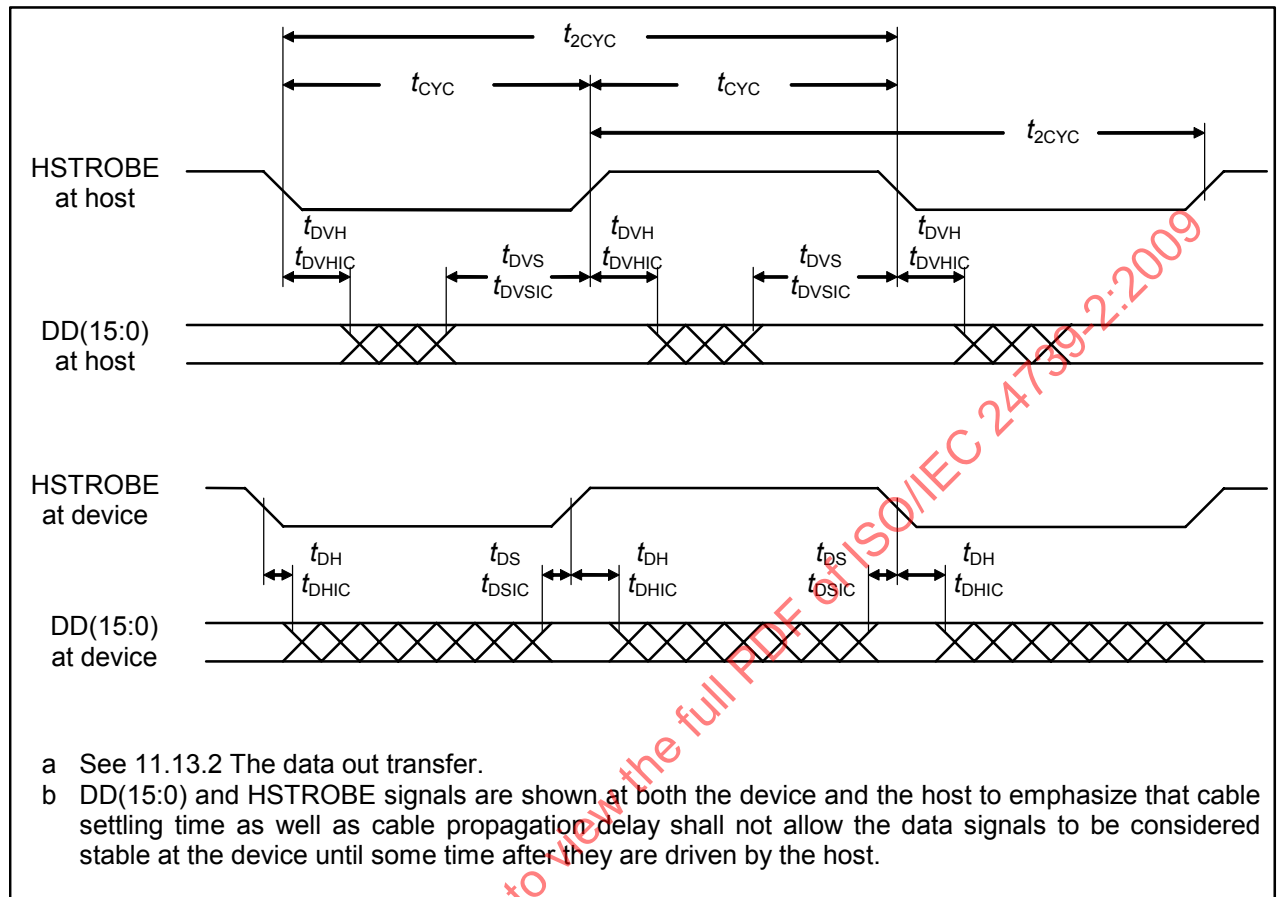 t2CYC
tCYC tCYC
t2CYC
HSTROBE
at host
tDVH tDVH tDVH
tDVHIC tDVS tDVHIC tDVS tDVHIC
tDVSIC tDVSIC
DD(15:0)
at host
HSTROBE
at device
tDH tDS tDH tDS tDH
tDHIC tDSIC tDHIC tDSIC tDHIC
DD(15:0)
at device
a See 11.13.2 The data out transfer.
b DD(15:0) and HSTROBE signals are shown at both the device and the host to emphasize that cable
settling time as well as cable propagation delay shall not allow the data signals to be considered
stable at the device until some time after they are driven by the host.
to view the full PDF of ISO/IEC 24739-2:2009